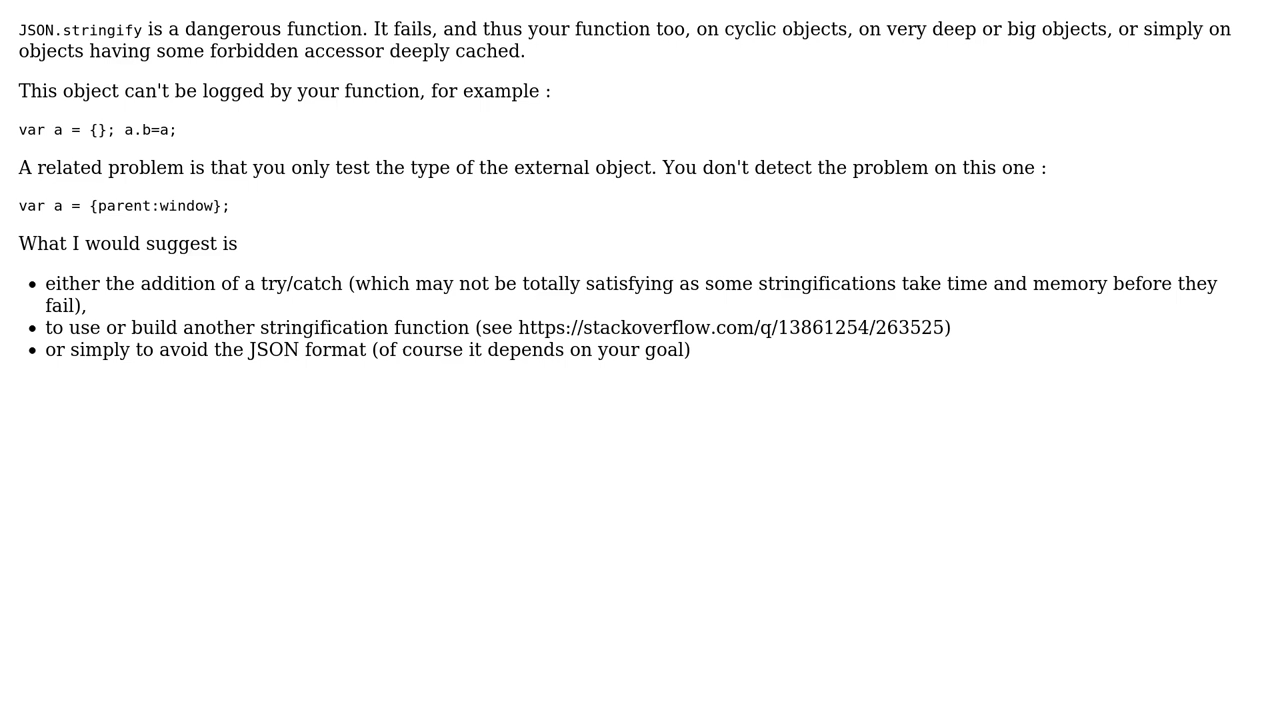 JSON.stringify is a dangerous function. It fails, and thus your function too, on cyclic objects, on very deep or big objects, or simply on
objects having some forbidden accessor deeply cached.
This object can't be logged by your function, for example :
var a = {}; a.b=a;
A related problem is that you only test the type of the external object. You don't detect the problem on this one :
var a = {parent:window};
What I would suggest is
• either the addition of a try/catch (which may not be totally satisfying as some stringifications take time and memory before they
fail),
• to use or build another stringification function (see https://stackoverflow.com/q/13861254/263525)
• or simply to avoid the JSON format (of course it depends on your goal)